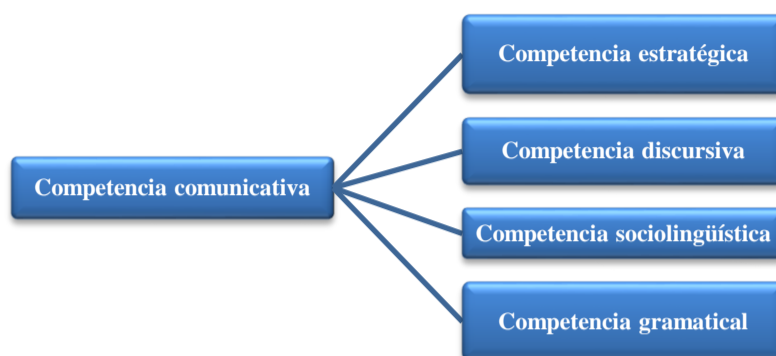 Competencia comunicativa
Competencia estratégica
Competencia discursiva
Competencia sociolingüística
Competencia gramatical